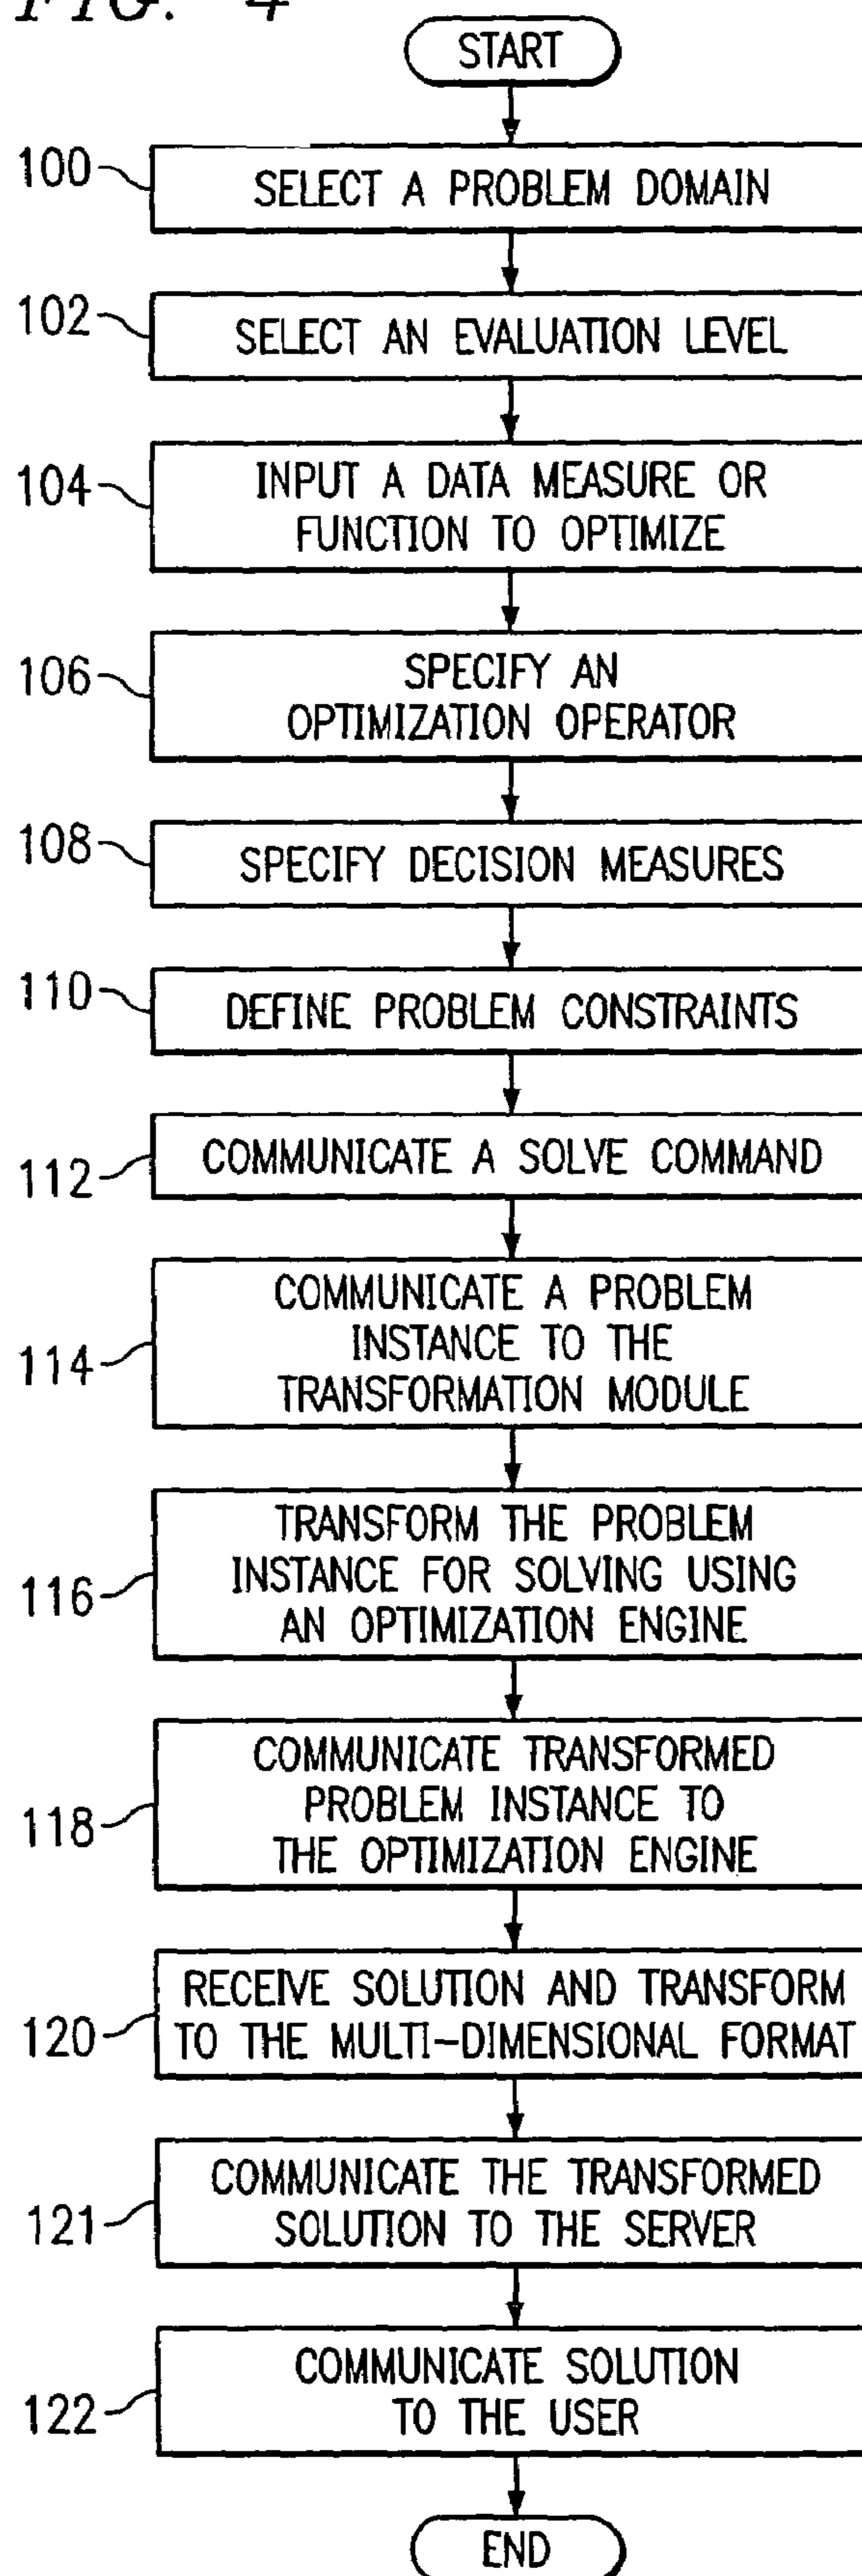 FIG. 4
START
100
SELECT A PROBLEM DOMAIN
102
SELECT AN EVALUATION LEVEL
104
INPUT A DATA MEASURE OR
FUNCTION TO OPTIMIZE
106
SPECIFY AN
OPTIMIZATION OPERATOR
108
SPECIFY DECISION MEASURES
110
DEFINE PROBLEM CONSTRAINTS
112
COMMUNICATE A SOLVE COMMAND
114
COMMUNICATE A PROBLEM
INSTANCE TO THE
TRANSFORMATION MODULE
116
TRANSFORM THE PROBLEM
INSTANCE FOR SOLVING USING
AN OPTIMIZATION ENGINE
118
COMMUNICATE TRANSFORMED
PROBLEM INSTANCE TO
THE OPTIMIZATION ENGINE
120
RECEIVE SOLUTION AND TRANSFORM
TO THE MULTI-DIMENSIONAL FORMAT
121
COMMUNICATE THE TRANSFORMED
SOLUTION TO THE SERVER
122
COMMUNICATE SOLUTION
TO THE USER
END